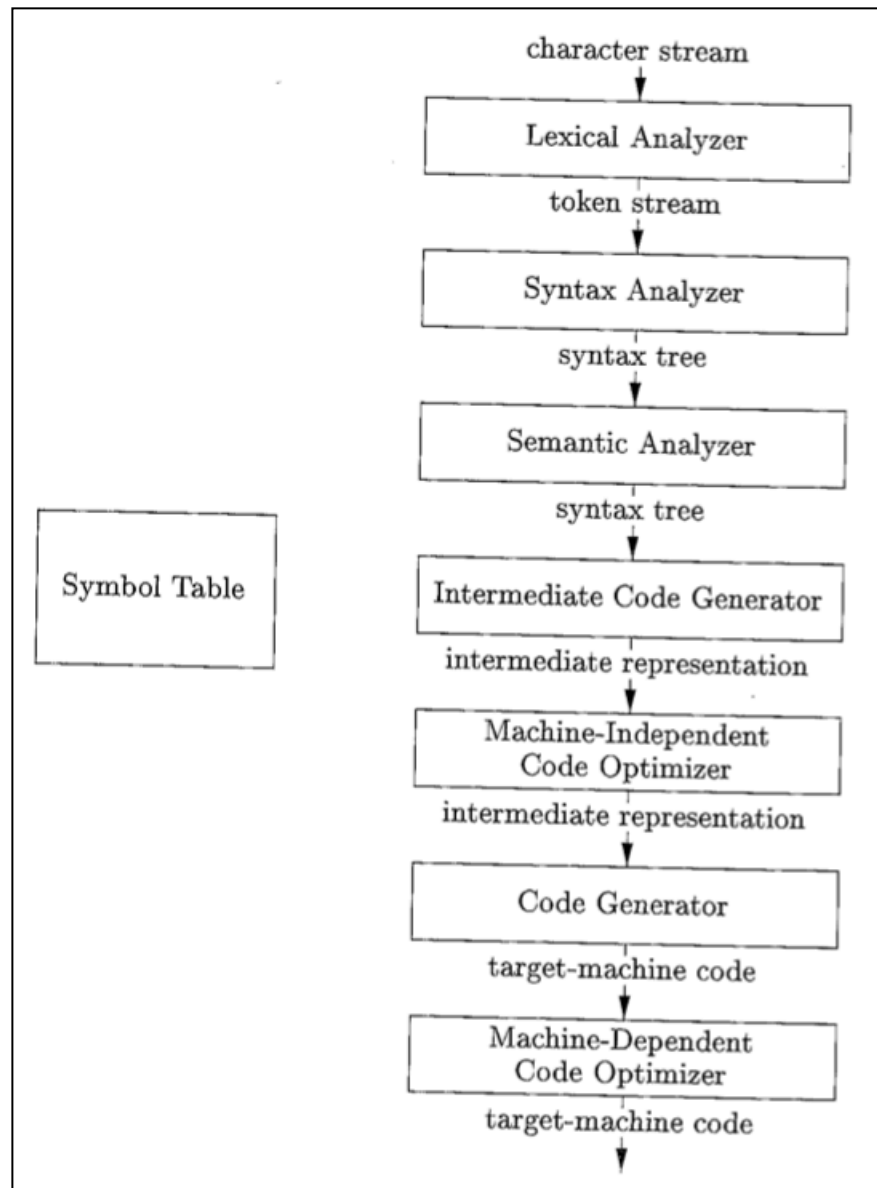 character stream
Lexical Analyzer
token stream
Syntax Analyzer
syntax tree
Semantic Analyzer
syntax tree
Symbol Table
Intermediate Code Generator
intermediate representation
Machine-Independent
Code Optimizer
intermediate representation
Code Generator
target-machine code
Machine-Dependent
Code Optimizer
target-machine code